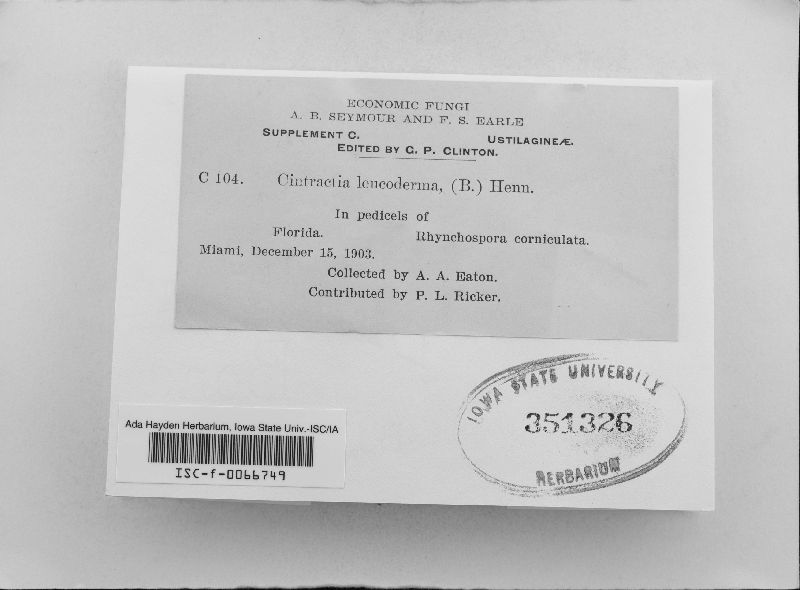 ECONOMIC FUNGI
A. B. SEYMOUR AND F. S. EARLE
SUPPLEMENT C. USTILAGINEÆ.
EDITED BY G. P. CLINTON.
C 104. Cintractia leucoderma, (B.) Henn.
In pedicels of
Florida. Rhynchospora corniculata.
Miami, December 15, 1903.
Collected by A. A. Eaton.
Contributed by P. L. Ricker.
IOWA STATE UNIVERSITY
351326
HERBARIUM
Ada Hayden Herbarium, Iowa State Univ.-ISC/IA
ISC-f-0066749